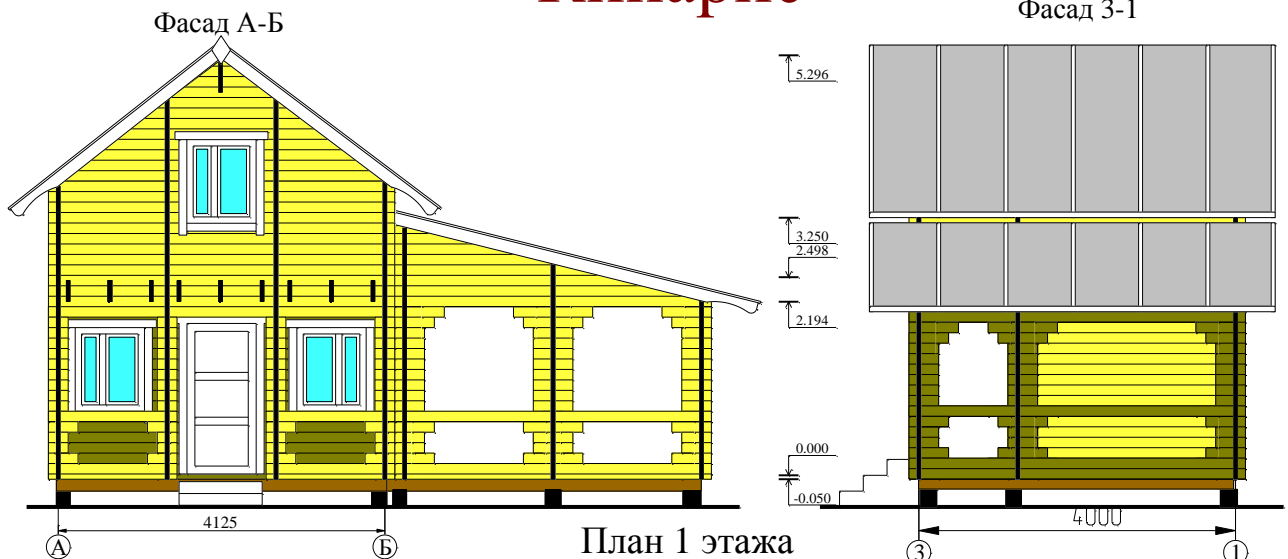 Фасад А-Б
Фасад 3-1
5.296
3.250
2.498
2.194
0.000
-0.050
4125
4000
А
Б
План 1 этажа
3
1